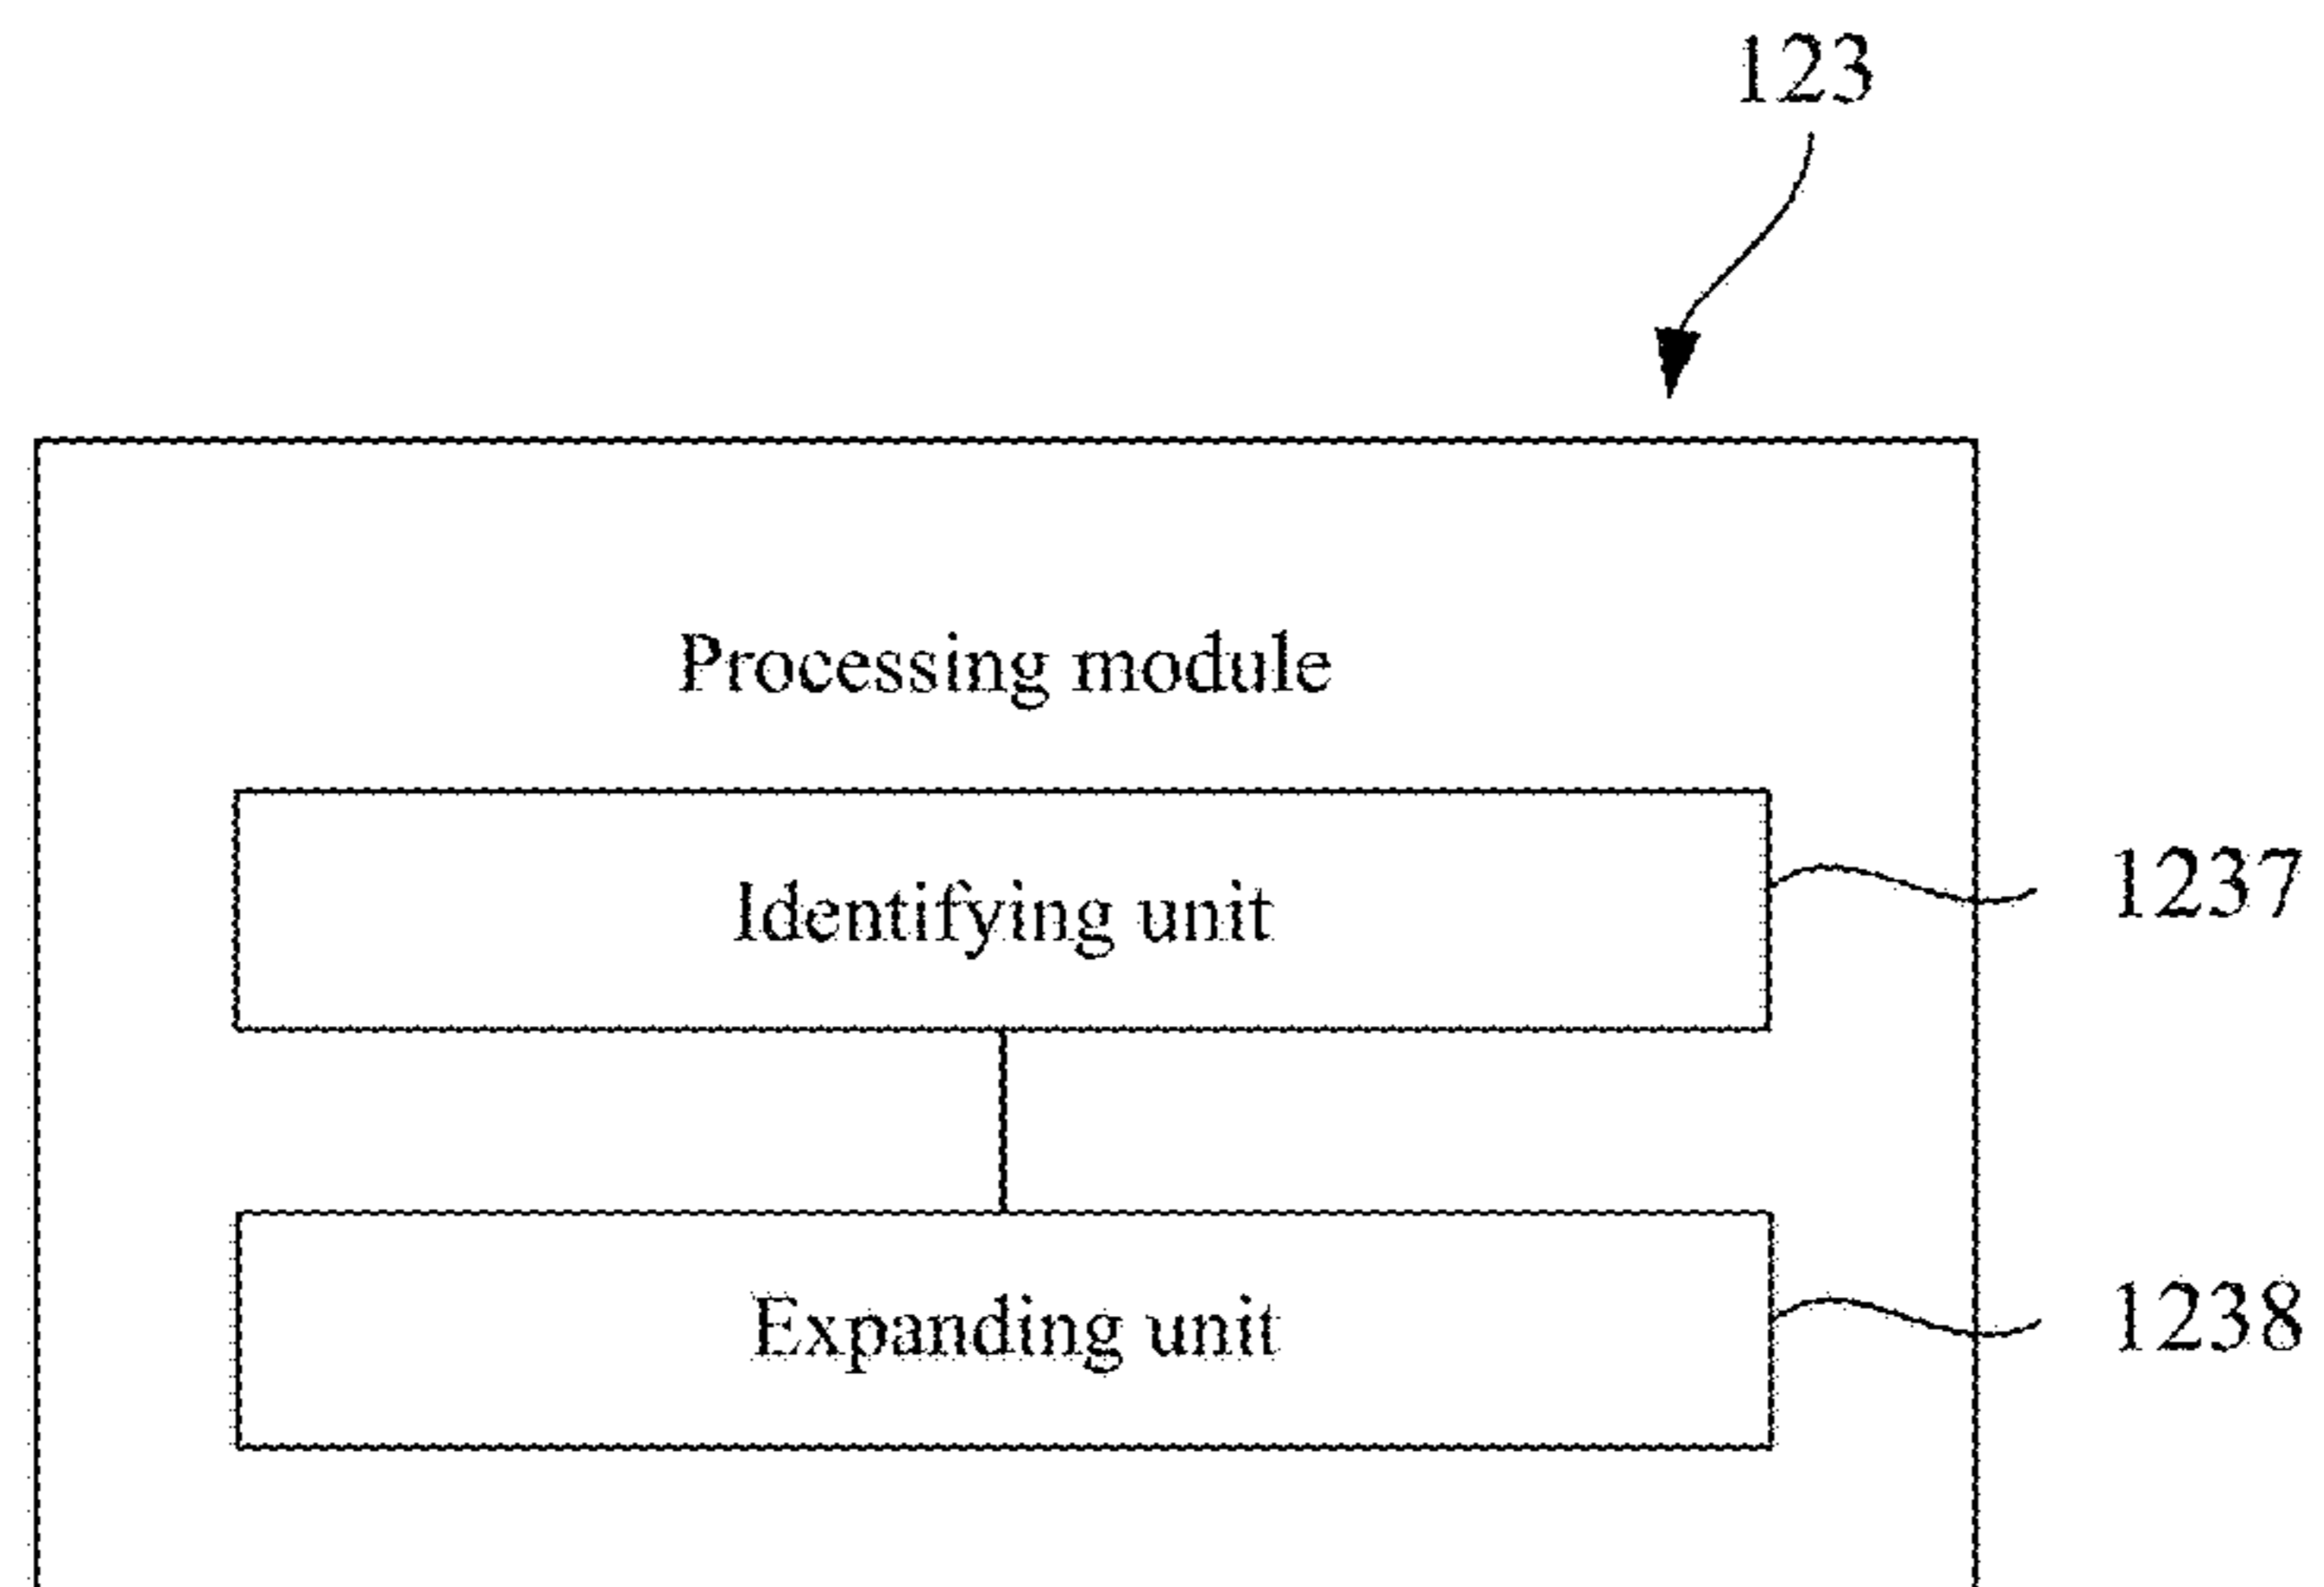 123
Processing module
Identifying unit
1237
Expanding unit
1238